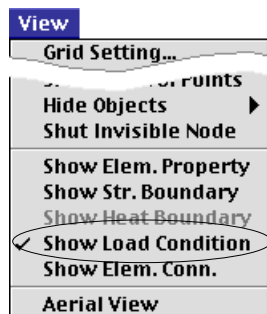 View
Grid Setting...
Points
Hide Objects
Shut Invisible Node
Show Elem. Property
Show Str. Boundary
Show Heat Boundary
Show Load Condition
Show Elem. Conn.
Aerial View